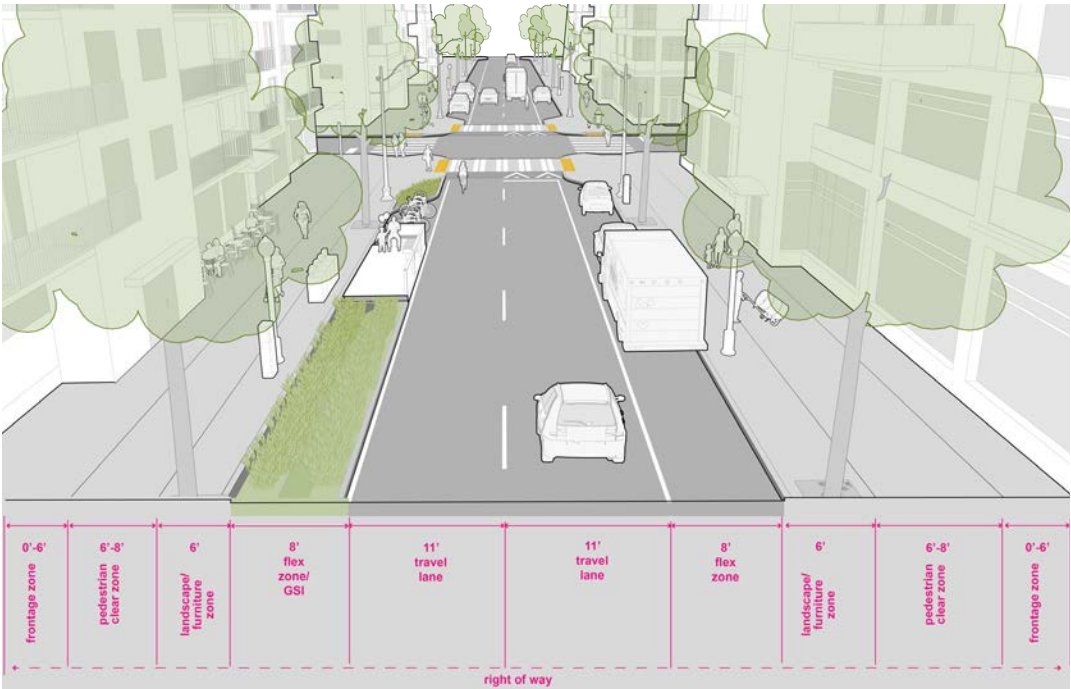 0'-6'
frontage zone
6'-8'
pedestrian
clear zone
6'
landscape/
furniture
zone
8'
flex
zone/
GSI
11'
travel
lane
11'
travel
lane
8'
flex
zone
6'
landscape/
furniture
zone
6'-8'
pedestrian
clear zone
0'-6'
frontage zone
right of way